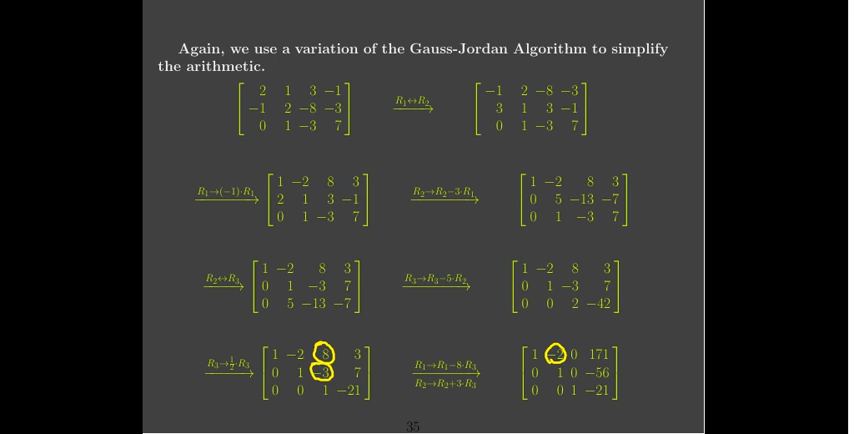 Again, we use a variation of the Gauss-Jordan Algorithm to simplify
the arithmetic.
2 1 3 −1 R₁↔R₂ −1 2 −8 −3
−1 2 −8 −3 3 1 3 −1
0 1 −3 7 0 1 −3 7
R₁→(−1)·R₁ 1 −2 8 3 R₂→R₂−3·R₁ 1 −2 8 3
2 1 3 −1 0 5 −13 −7
0 1 −3 7 0 1 −3 7
R₂↔R₃ 1 −2 8 3 R₃→R₃−5·R₂ 1 −2 8 3
0 1 −3 7 0 1 −3 7
0 5 −13 −7 0 0 2 −42
R₃→½·R₃ 1 −2 8 3 R₁→R₁−8·R₃ 1 −2 0 171
0 1 −3 7 R₂→R₂+3·R₃ 0 1 0 −56
0 0 1 −21 0 0 1 −21
35